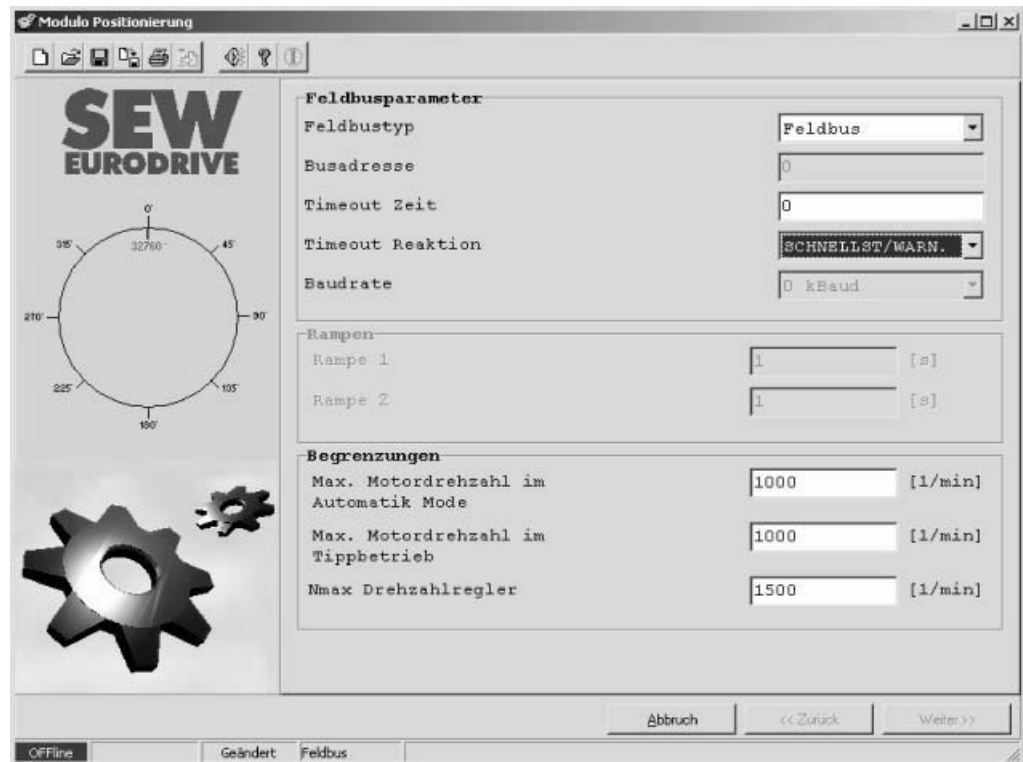 Modulo Positionierung
SEW
EURODRIVE
0°
315°
32760
45°
270°
90°
225°
135°
180°
Feldbusparameter
Feldbustyp
Feldbus
Busadresse
0
Timeout Zeit
0
Timeout Reaktion
SCHNELLST/WARN.
Baudrate
0 kBaud
Rampen
Rampe 1
1
[s]
Rampe 2
1
[s]
Begrenzungen
Max. Motordrehzahl im
Automatik Mode
1000
[1/min]
Max. Motordrehzahl im
Tippbetrieb
1000
[1/min]
Nmax Drehzahlregler
1500
[1/min]
Abbruch
<< Zurück
Weiter >>
OFFline
Geändert
Feldbus